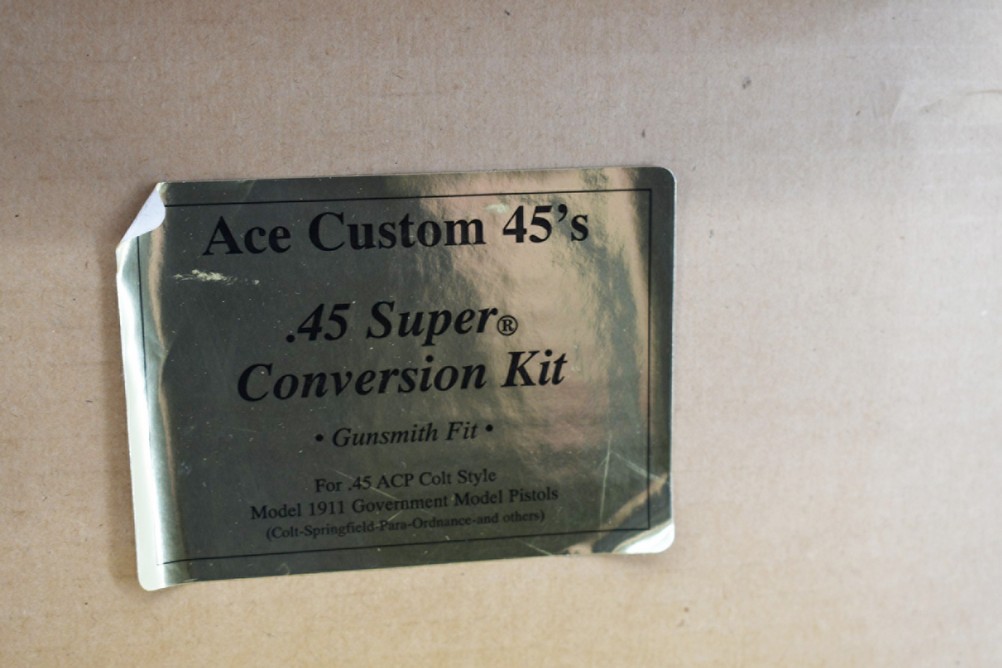 Ace Custom 45's
.45 Super®
Conversion Kit
• Gunsmith Fit •
For .45 ACP Colt Style
Model 1911 Government Model Pistols
(Colt-Springfield-Para-Ordnance-and others)